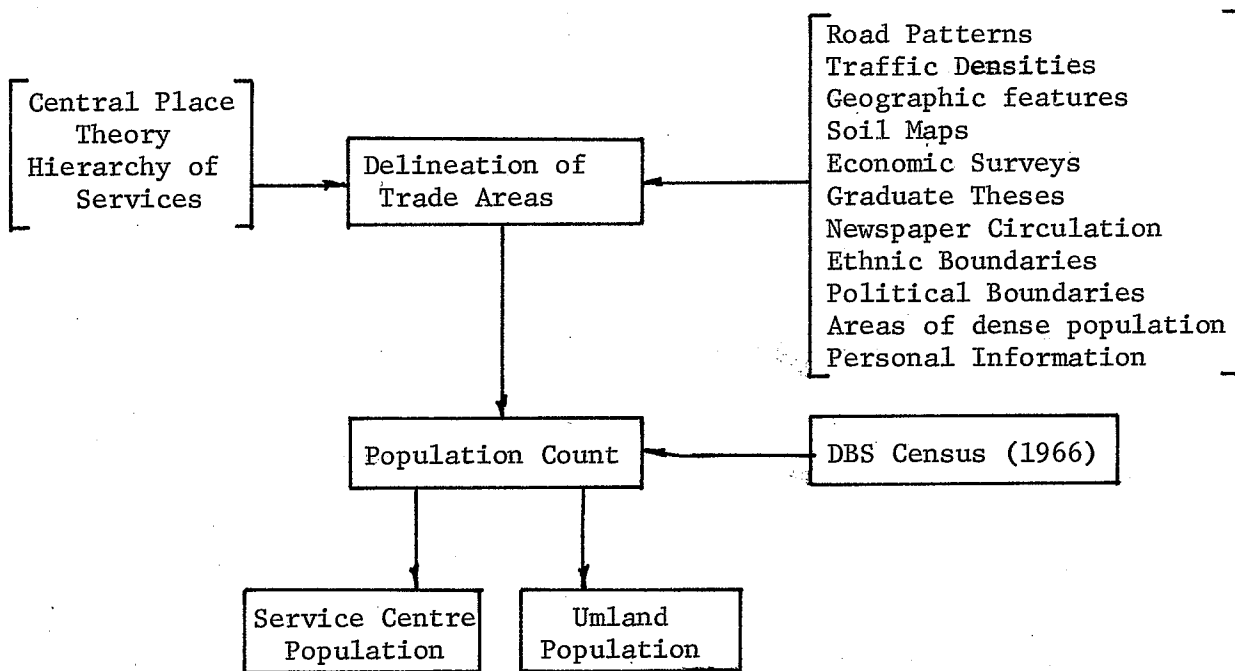 Central Place
Theory
Hierarchy of
Services
Delineation of
Trade Areas
Road Patterns
Traffic Densities
Geographic features
Soil Maps
Economic Surveys
Graduate Theses
Newspaper Circulation
Ethnic Boundaries
Political Boundaries
Areas of dense population
Personal Information
Population Count
DBS Census (1966)
Service Centre
Population
Umland
Population